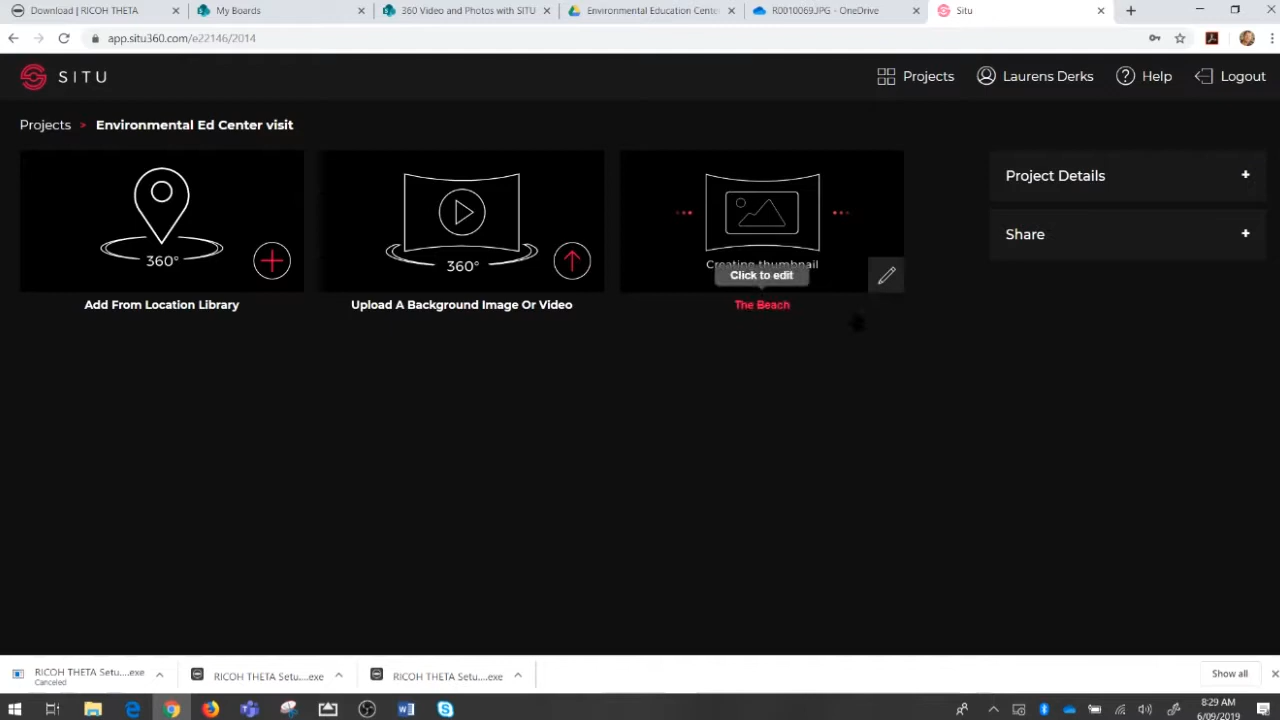 Download | RICOH THETA
My Boards
360 Video and Photos with SITU
Environmental Education Cente
R0010069.JPG - OneDrive
Situ
app.situ360.com/e22146/2014
SITU
Projects
Laurens Derks
Help
Logout
Projects > Environmental Ed Center visit
360°
360°
Creating thumbnail
Click to edit
Add From Location Library
Upload A Background Image Or Video
The Beach
Project Details +
Share +
RICOH THETA Setu....exe
Canceled
RICOH THETA Setu....exe
RICOH THETA Setu....exe
Show all
8:29 AM
6/09/2019